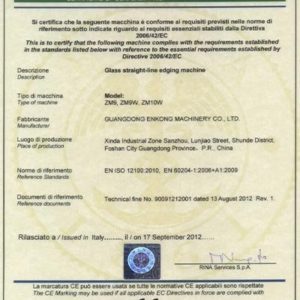 Si certifica che la seguente macchina è conforme ai requisiti previsti nelle norme di
riferimento sotto indicate riguardo ai requisiti essenziali stabiliti dalla Direttiva
2006/42/EC
This is to certify that the following machine complies with the requirements established
in the standards listed below with reference to the essential requirements established by
Directive 2006/42/EC
Descrizione
Description
Glass straight-line edging machine
Tipo di macchina
Type of machine
Model
ZM9, ZM9W, ZM10W
Fabbricante
Manufacturer
GUANGDONG ENKONG MACHINERY CO., LTD.
Luogo di produzione
Place of production
Xinda Industrial Zone Sanzhou, Lunjiao Street, Shunde District,
Foshan City Guangdong Province. P.R., China
Norme di riferimento
Reference Standards
EN ISO 12100:2010, EN 60204-1:2006+A1:2009
Documenti di riferimento
Reference documents
Technical fine No. 90091212001 dated 13 August 2012 Rev. 1.
Rilasciato a / Issued in Italy, il / on 17 September 2012
RINA Services S.p.A.
La marcatura CE può essere usata se tutte le normative CE applicabili sono
The CE Marking may be used if all applicable EC Directives in force are complied with